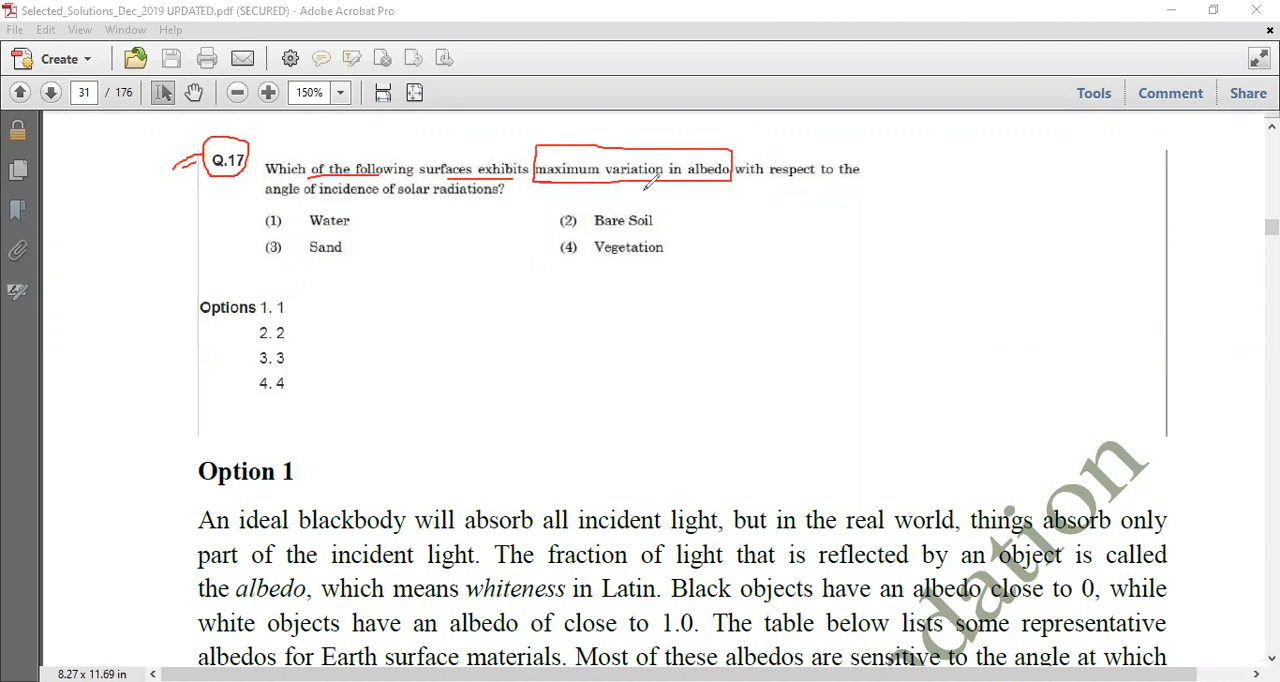 Selected_Solutions_Dec_2019 UPDATED.pdf (SECURED) - Adobe Acrobat Pro
File Edit View Window Help
Create
31 / 176 150% Tools Comment Share
Q.17
Which of the following surfaces exhibits maximum variation in albedo with respect to the
angle of incidence of solar radiations?
(1) Water (2) Bare Soil
(3) Sand (4) Vegetation
Options 1. 1
2. 2
3. 3
4. 4
Option 1
An ideal blackbody will absorb all incident light, but in the real world, things absorb only
part of the incident light. The fraction of light that is reflected by an object is called
the albedo, which means whiteness in Latin. Black objects have an albedo close to 0, while
white objects have an albedo of close to 1.0. The table below lists some representative
albedos for Earth surface materials. Most of these albedos are sensitive to the angle at which
dation
8.27 x 11.69 in